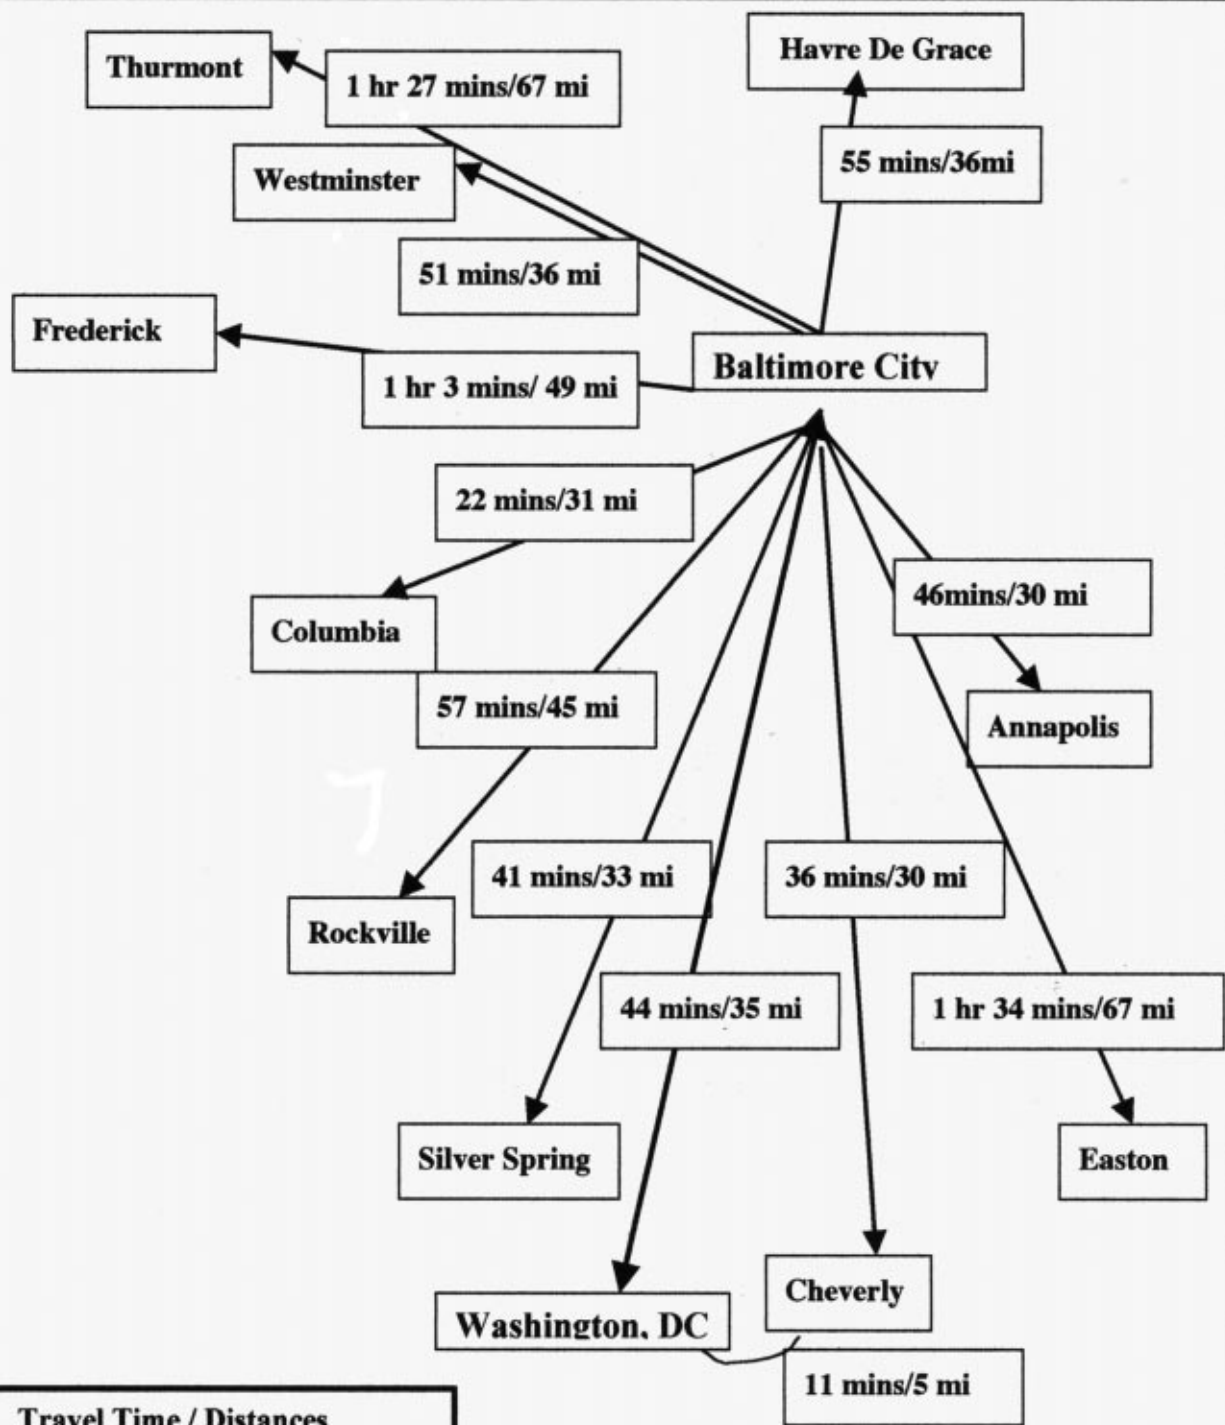 Havre De Grace
Thurmont
1 hr 27 mins/67 mi
55 mins/36mi
Westminster
51 mins/36 mi
Frederick
Baltimore City
1 hr 3 mins/ 49 mi
22 mins/31 mi
46mins/30 mi
Columbia
57 mins/45 mi
Annapolis
41 mins/33 mi
36 mins/30 mi
Rockville
44 mins/35 mi
1 hr 34 mins/67 mi
Silver Spring
Easton
Cheverly
Washington, DC
11 mins/5 mi
Travel Time / Distances